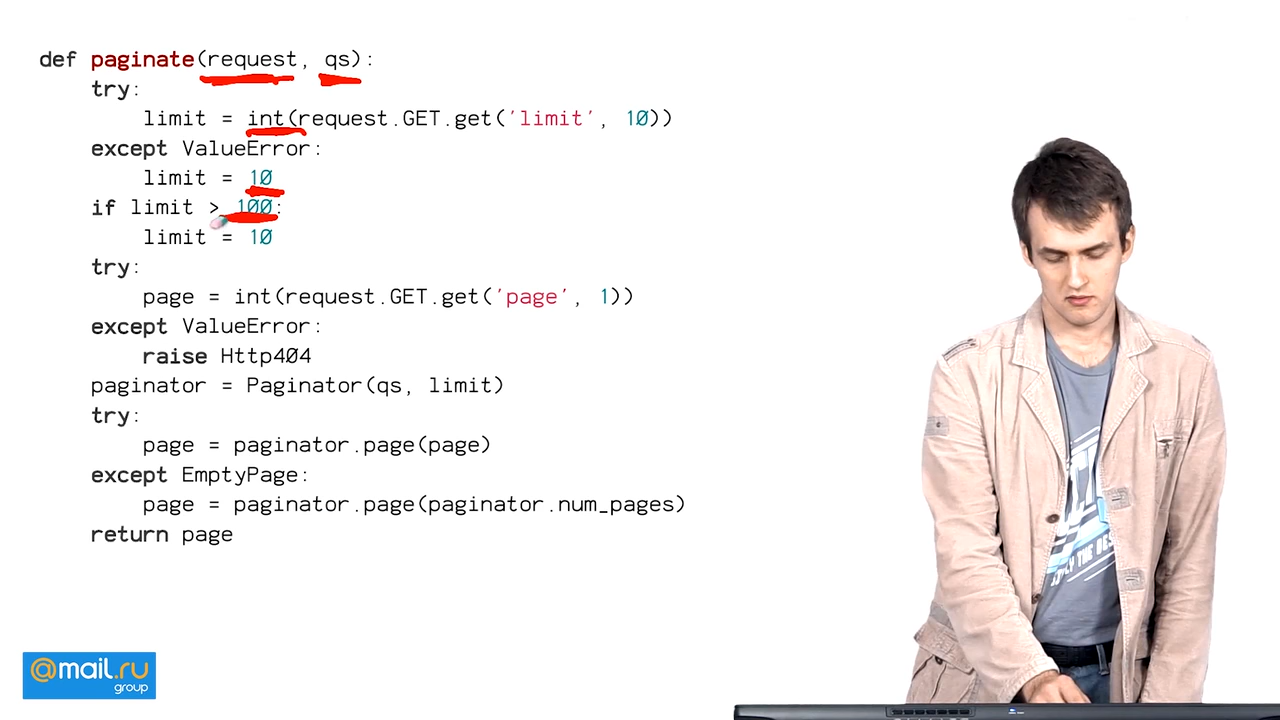 def paginate(request, qs):
    try:
        limit = int(request.GET.get('limit', 10))
    except ValueError:
        limit = 10
    if limit > 100:
        limit = 10
    try:
        page = int(request.GET.get('page', 1))
    except ValueError:
        raise Http404
    paginator = Paginator(qs, limit)
    try:
        page = paginator.page(page)
    except EmptyPage:
        page = paginator.page(paginator.num_pages)
    return page
@mail.ru
group